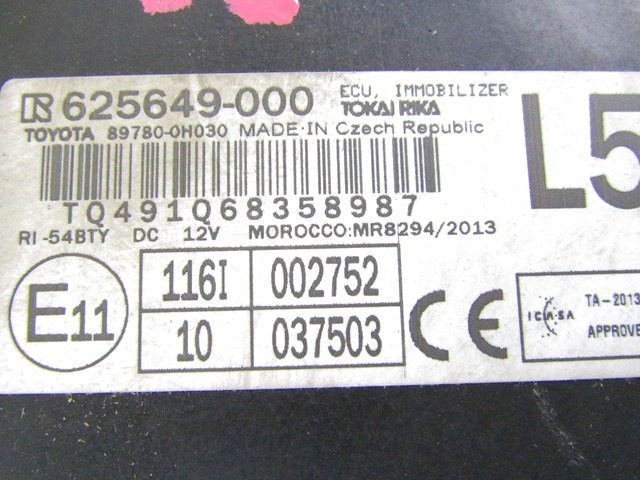 R 625649-000 ECU, IMMOBILIZER
TOKAI RIKA
TOYOTA 89780-0H030 MADE·IN Czech Republic
L5
TQ491Q68358987
RI-54BTY DC 12V MOROCCO:MR8294/2013
E11
116I 002752
10 037503
CE
ICASA TA-2013
APPROVE